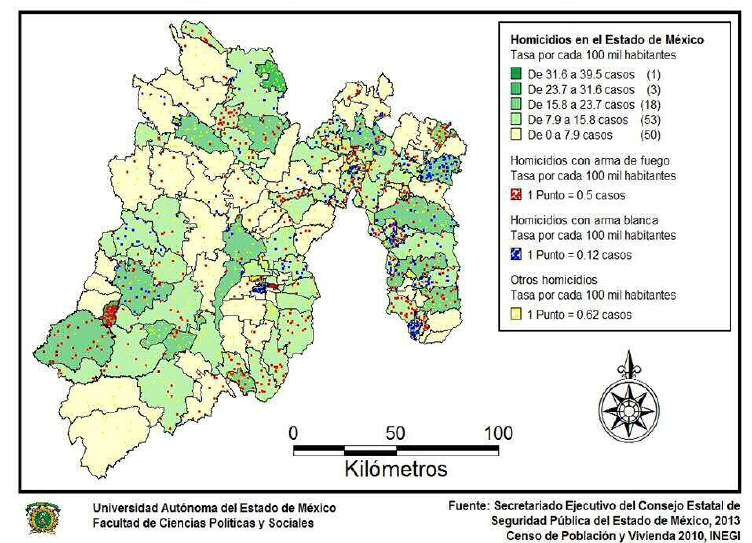 Homicidios en el Estado de México
Tasa por cada 100 mil habitantes
De 31.6 a 39.5 casos (1)
De 23.7 a 31.6 casos (3)
De 15.8 a 23.7 casos (18)
De 7.9 a 15.8 casos (53)
De 0 a 7.9 casos (50)
Homicidios con arma de fuego
Tasa por cada 100 mil habitantes
1 Punto = 0.5 casos
Homicidios con arma blanca
Tasa por cada 100 mil habitantes
1 Punto = 0.12 casos
Otros homicidios
Tasa por cada 100 mil habitantes
1 Punto = 0.62 casos
0 50 100
Kilómetros
Universidad Autónoma del Estado de México
Facultad de Ciencias Políticas y Sociales
Fuente: Secretariado Ejecutivo del Consejo Estatal de
Seguridad Pública del Estado de México, 2013
Censo de Población y Vivienda 2010, INEGI